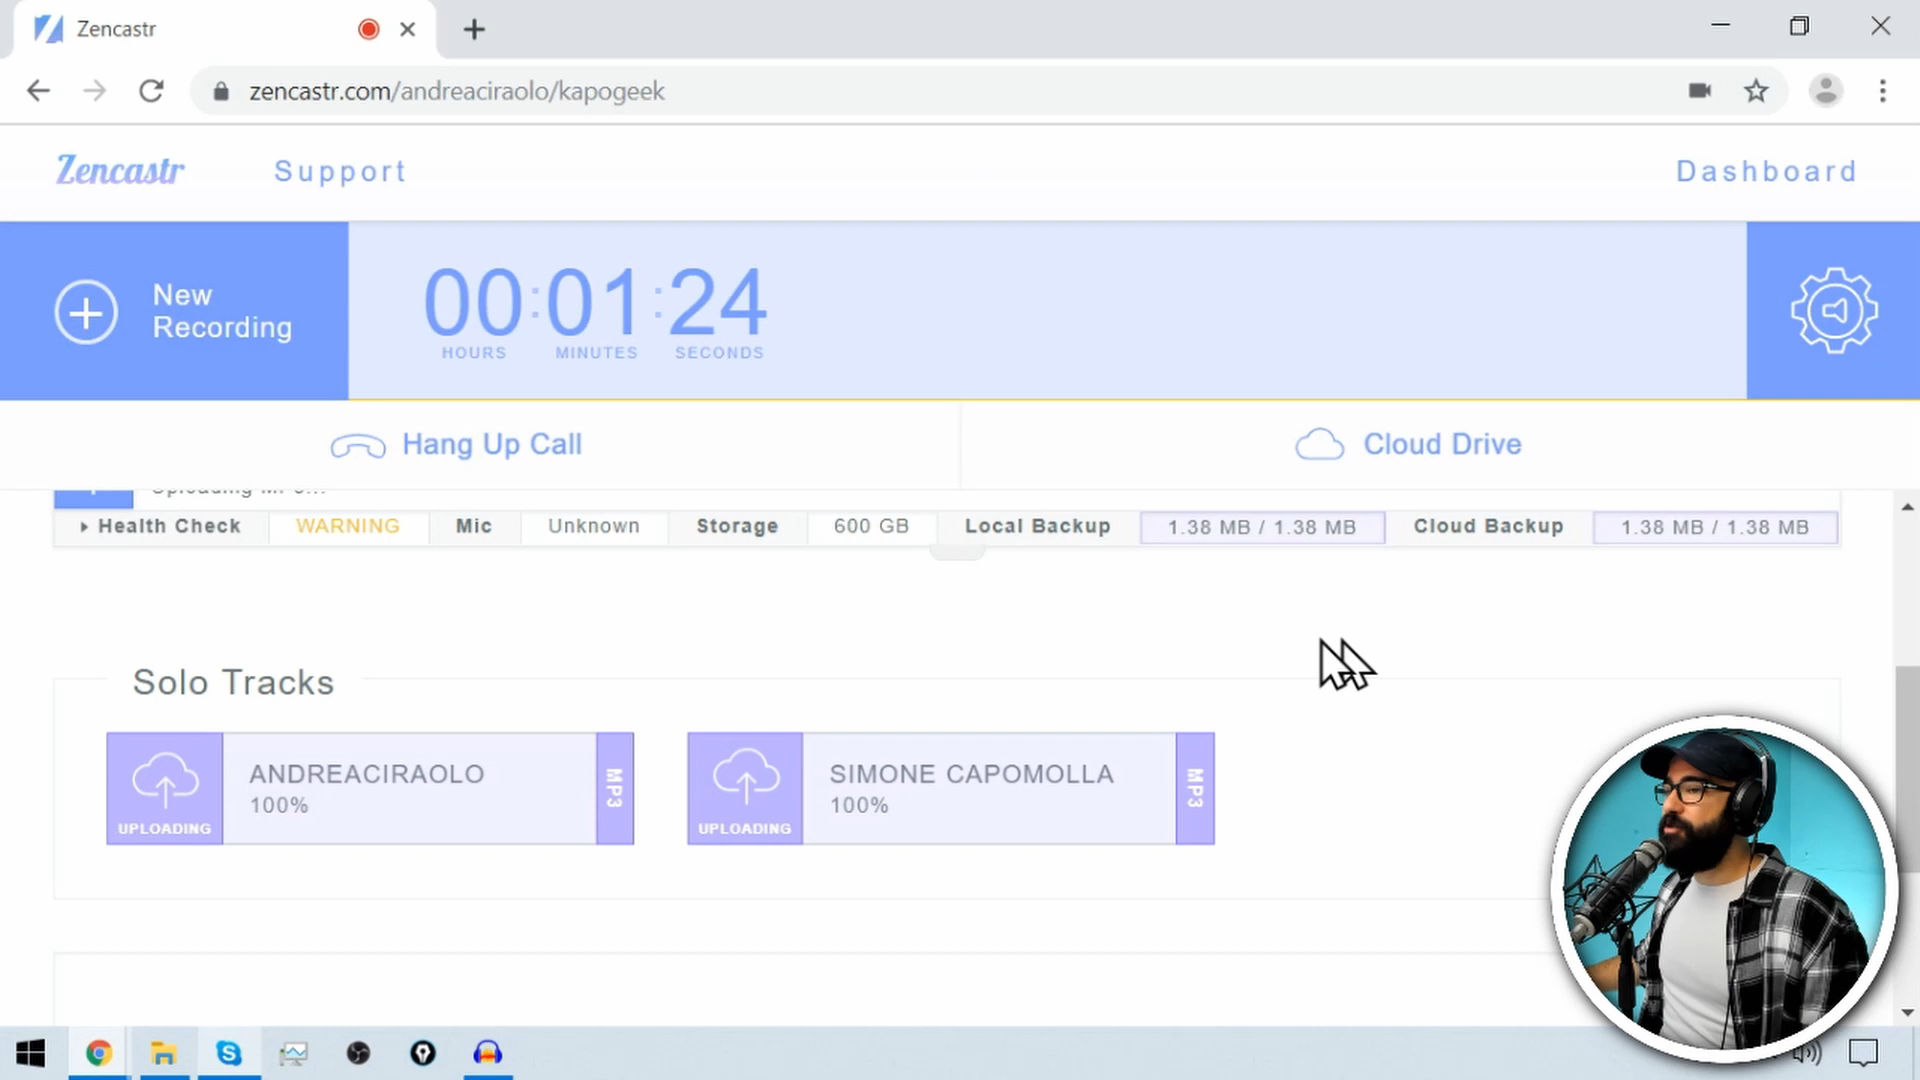 Zencastr
zencastr.com/andreaciraolo/kapogeek
Zencastr Support Dashboard
New Recording
00:01:24
HOURS MINUTES SECONDS
Hang Up Call Cloud Drive
Health Check WARNING Mic Unknown Storage 600 GB Local Backup 1.38 MB / 1.38 MB Cloud Backup 1.38 MB / 1.38 MB
Solo Tracks
UPLOADING ANDREACIRAOLO 100% MP3
UPLOADING SIMONE CAPOMOLLA 100% MP3